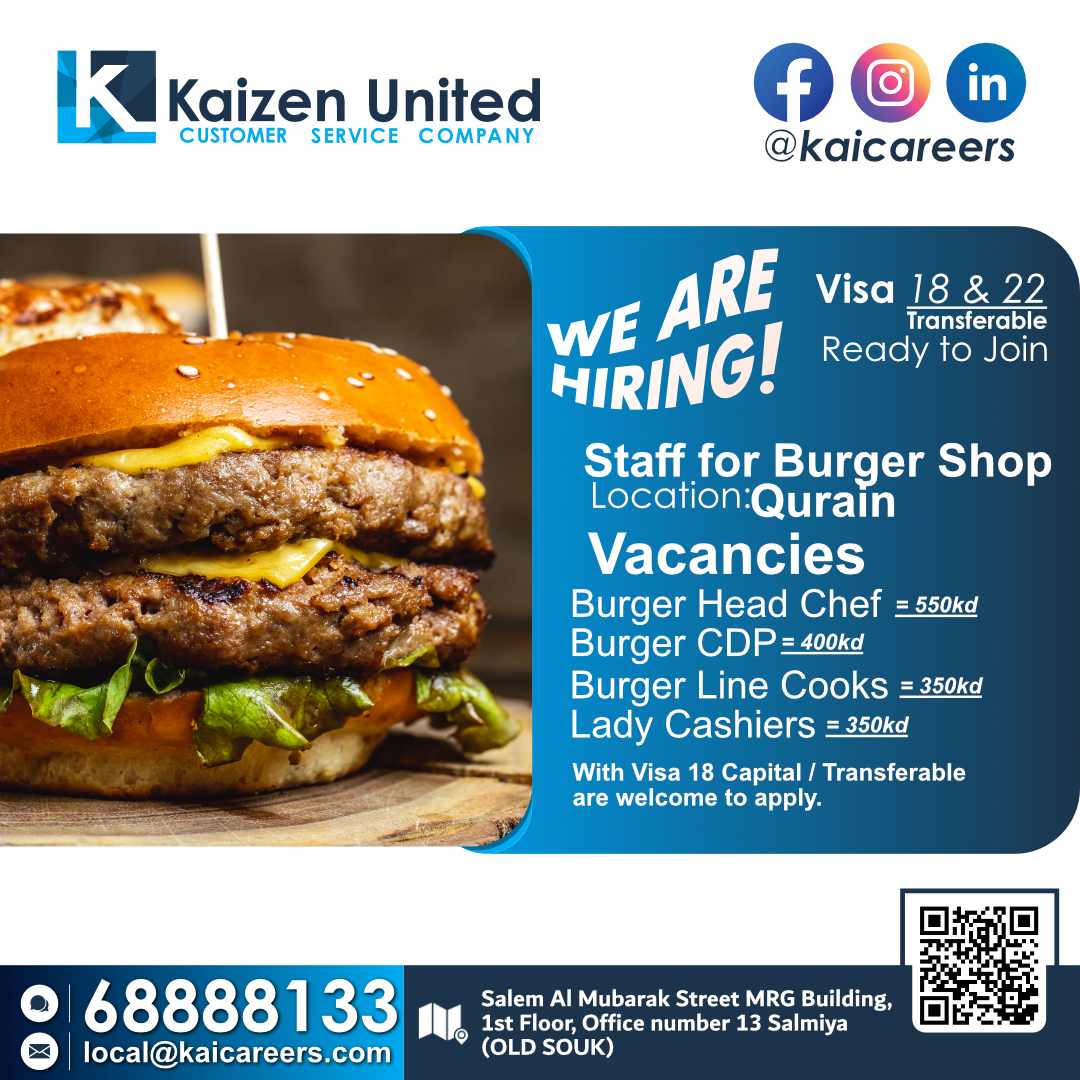 K
Kaizen United
CUSTOMER SERVICE COMPANY
@kaicareers
WE ARE
HIRING!
Visa 18 & 22
Transferable
Ready to Join
Staff for Burger Shop
Location:Qurain
Vacancies
Burger Head Chef = 550kd
Burger CDP = 400kd
Burger Line Cooks = 350kd
Lady Cashiers = 350kd
With Visa 18 Capital / Transferable
are welcome to apply.
68888133
local@kaicareers.com
Salem Al Mubarak Street MRG Building,
1st Floor, Office number 13 Salmiya
(OLD SOUK)